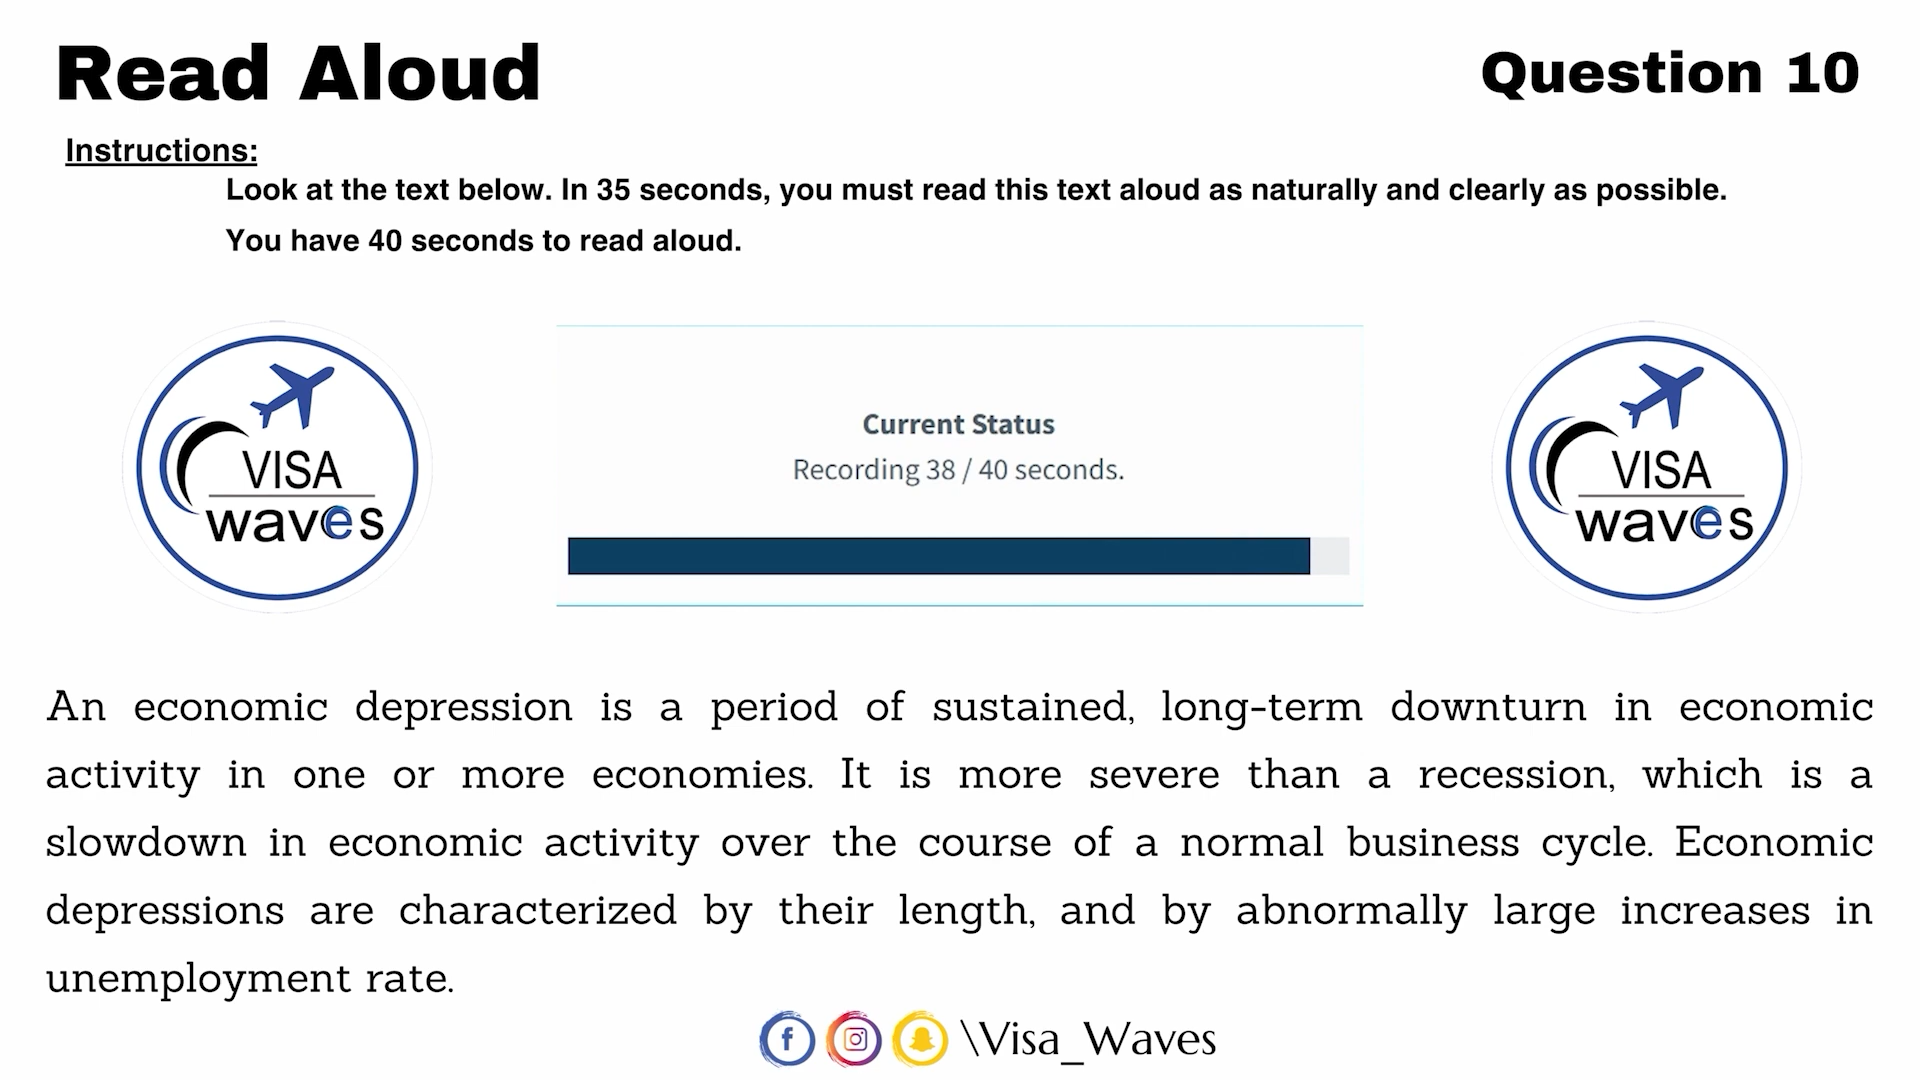 Read Aloud
Question 10
Instructions:
Look at the text below. In 35 seconds, you must read this text aloud as naturally and clearly as possible.
You have 40 seconds to read aloud.
VISA
waves
Current Status
Recording 38 / 40 seconds.
VISA
waves
An economic depression is a period of sustained, long-term downturn in economic
activity in one or more economies. It is more severe than a recession, which is a
slowdown in economic activity over the course of a normal business cycle. Economic
depressions are characterized by their length, and by abnormally large increases in
unemployment rate.
\Visa_Waves